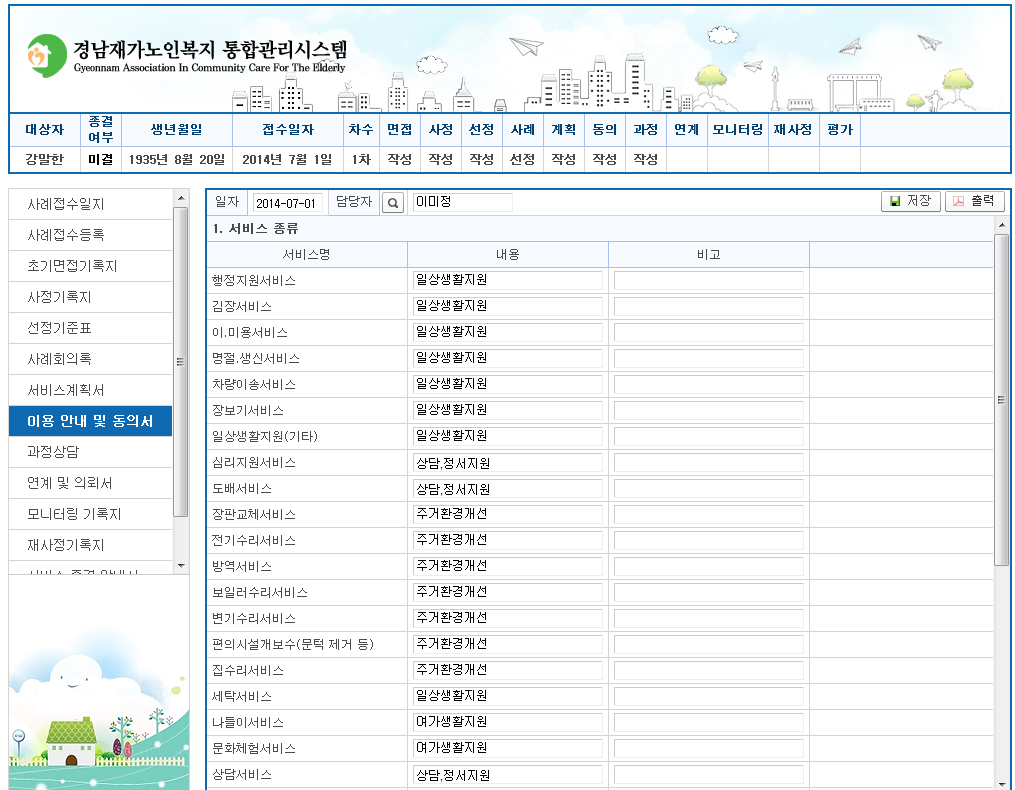 경남재가노인복지 통합관리시스템
Gyeonnam Association In Community Care For The Elderly
대상자 종결여부 생년월일 접수일자 차수 면접 사정 선정 사례 계획 동의 과정 연계 모니터링 재사정 평가
강말한 미결 1935년 8월 20일 2014년 7월 1일 1차 작성 작성 작성 선정 작성 작성 작성
사례접수일지
사례접수등록
초기면접기록지
사정기록지
선정기준표
사례회의록
서비스계획서
이용 안내 및 동의서
과정상담
연계 및 의뢰서
모니터링 기록지
재사정기록지
일자 2014-07-01 담당자 이미정 저장 출력
1. 서비스 종류
서비스명 내용 비고
행정지원서비스 일상생활지원
김장서비스 일상생활지원
이,미용서비스 일상생활지원
명절,생신서비스 일상생활지원
차량이송서비스 일상생활지원
장보기서비스 일상생활지원
일상생활지원(기타) 일상생활지원
심리지원서비스 상담,정서지원
도배서비스 상담,정서지원
장판교체서비스 주거환경개선
전기수리서비스 주거환경개선
방역서비스 주거환경개선
보일러수리서비스 주거환경개선
변기수리서비스 주거환경개선
편의시설개보수(문턱 제거 등) 주거환경개선
집수리서비스 주거환경개선
세탁서비스 일상생활지원
나들이서비스 여가생활지원
문화체험서비스 여가생활지원
상담서비스 상담,정서지원